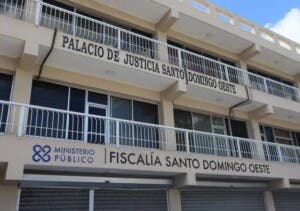 PALACIO DE JUSTICIA SANTO DOMINGO OESTE
MINISTERIO
PÚBLICO
FISCALÍA SANTO DOMINGO OESTE